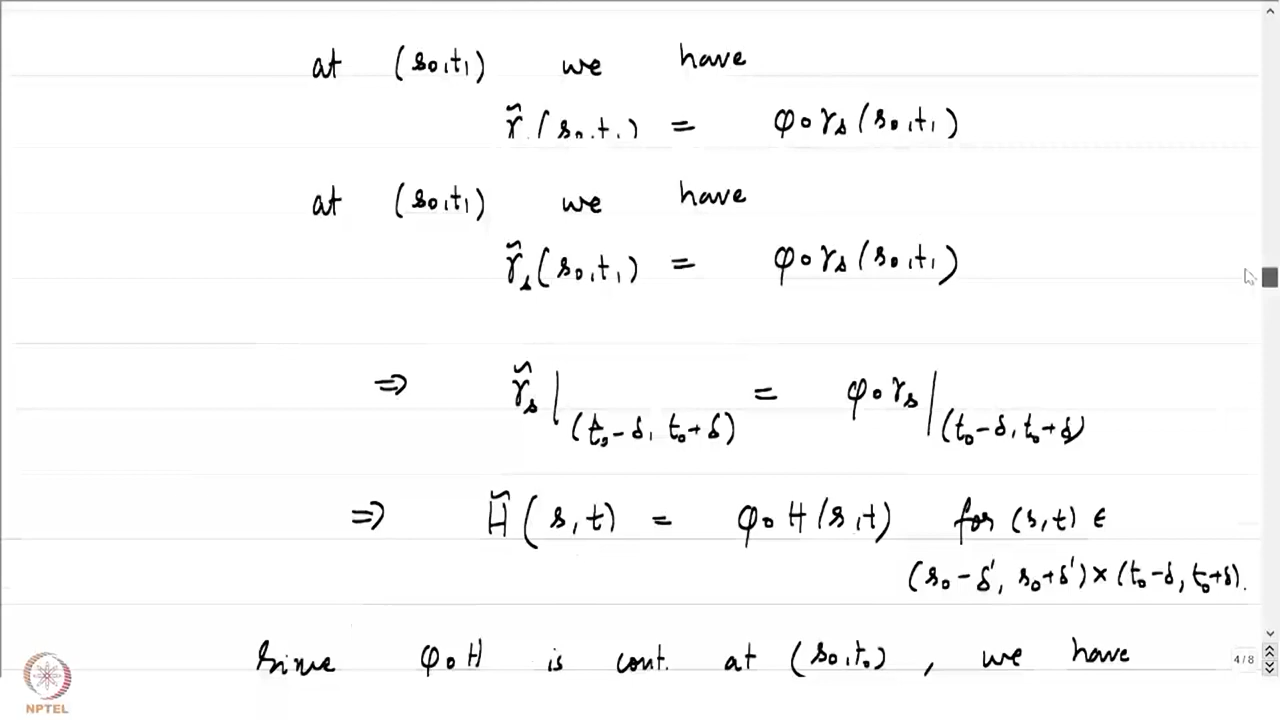 at (s₀,t₁) we have
γ̃ (s₀,t₁) = φ∘γₛ(s₀,t₁)
at (s₀,t₁) we have
γ̃ₛ(s₀,t₁) = φ∘γₛ(s₀,t₁)
⇒ γ̃ₛ|(t₀-δ, t₀+δ) = φ∘γₛ|(t₀-δ, t₀+δ)
⇒ H̃(s,t) = φ∘H(s,t) for (s,t) ∈
(s₀-δ', s₀+δ')×(t₀-δ, t₀+δ).
Since φ∘H is cont. at (s₀,t₀), we have
4/8
NPTEL